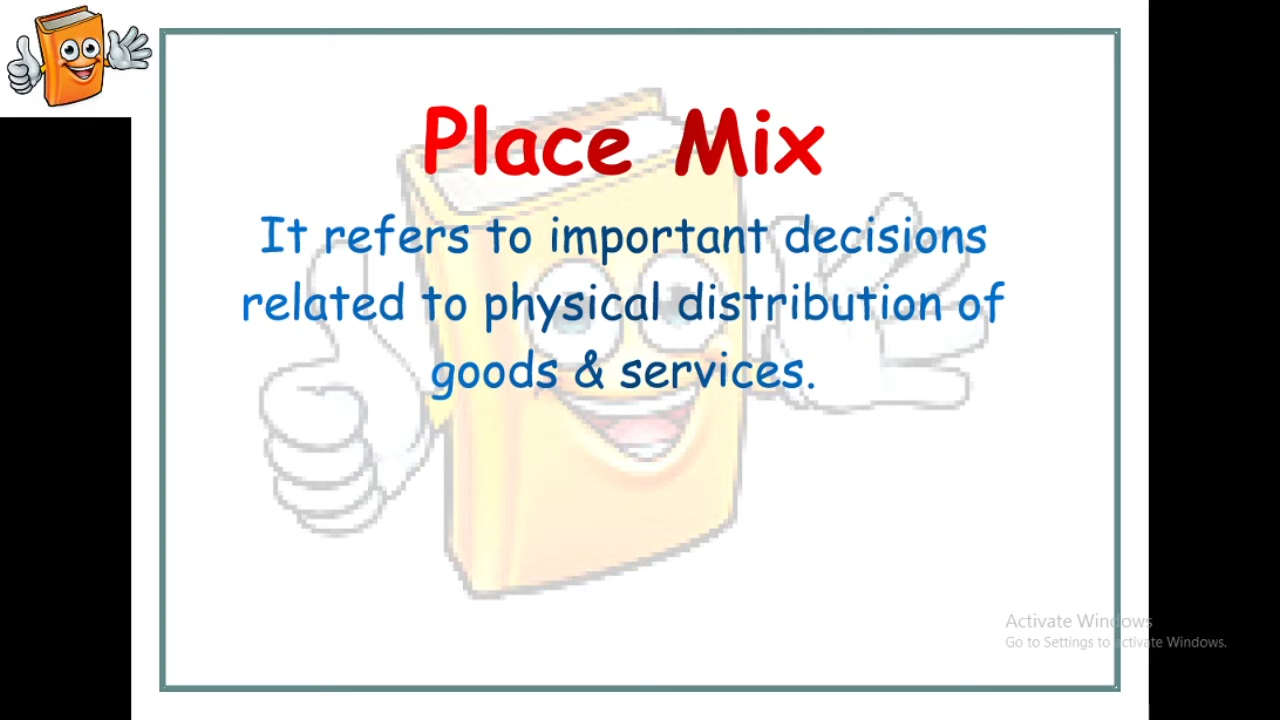 Place Mix
It refers to important decisions
related to physical distribution of
goods & services.
Activate Windows
Go to Settings to activate Windows.